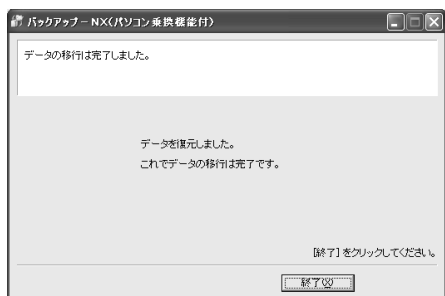 バックアップ-NX(パソコン乗換機能付)
データの移行は完了しました。
データを復元しました。
これでデータの移行は完了です。
[終了]をクリックしてください。
終了(X)